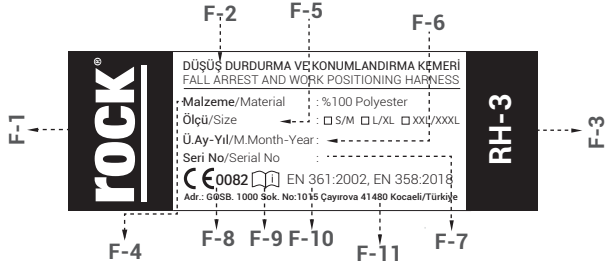 F-2
F-5
F-6
F-1
rock®
DÜŞÜŞ DURDURMA VE KONUMLANDIRMA KEMERİ
FALL ARREST AND WORK POSITIONING HARNESS
Malzeme/Material : %100 Polyester
Ölçü/Size : □ S/M □ L/XL □ XXL/XXXL
Ü.Ay-Yıl/M.Month-Year:
Seri No/Serial No :
CE0082 i EN 361:2002, EN 358:2018
Adr.: GOSB. 1000 Sok. No:1015 Çayırova 41480 Kocaeli/Türkiye
RH-3
F-3
F-4
F-8
F-9
F-10
F-11
F-7